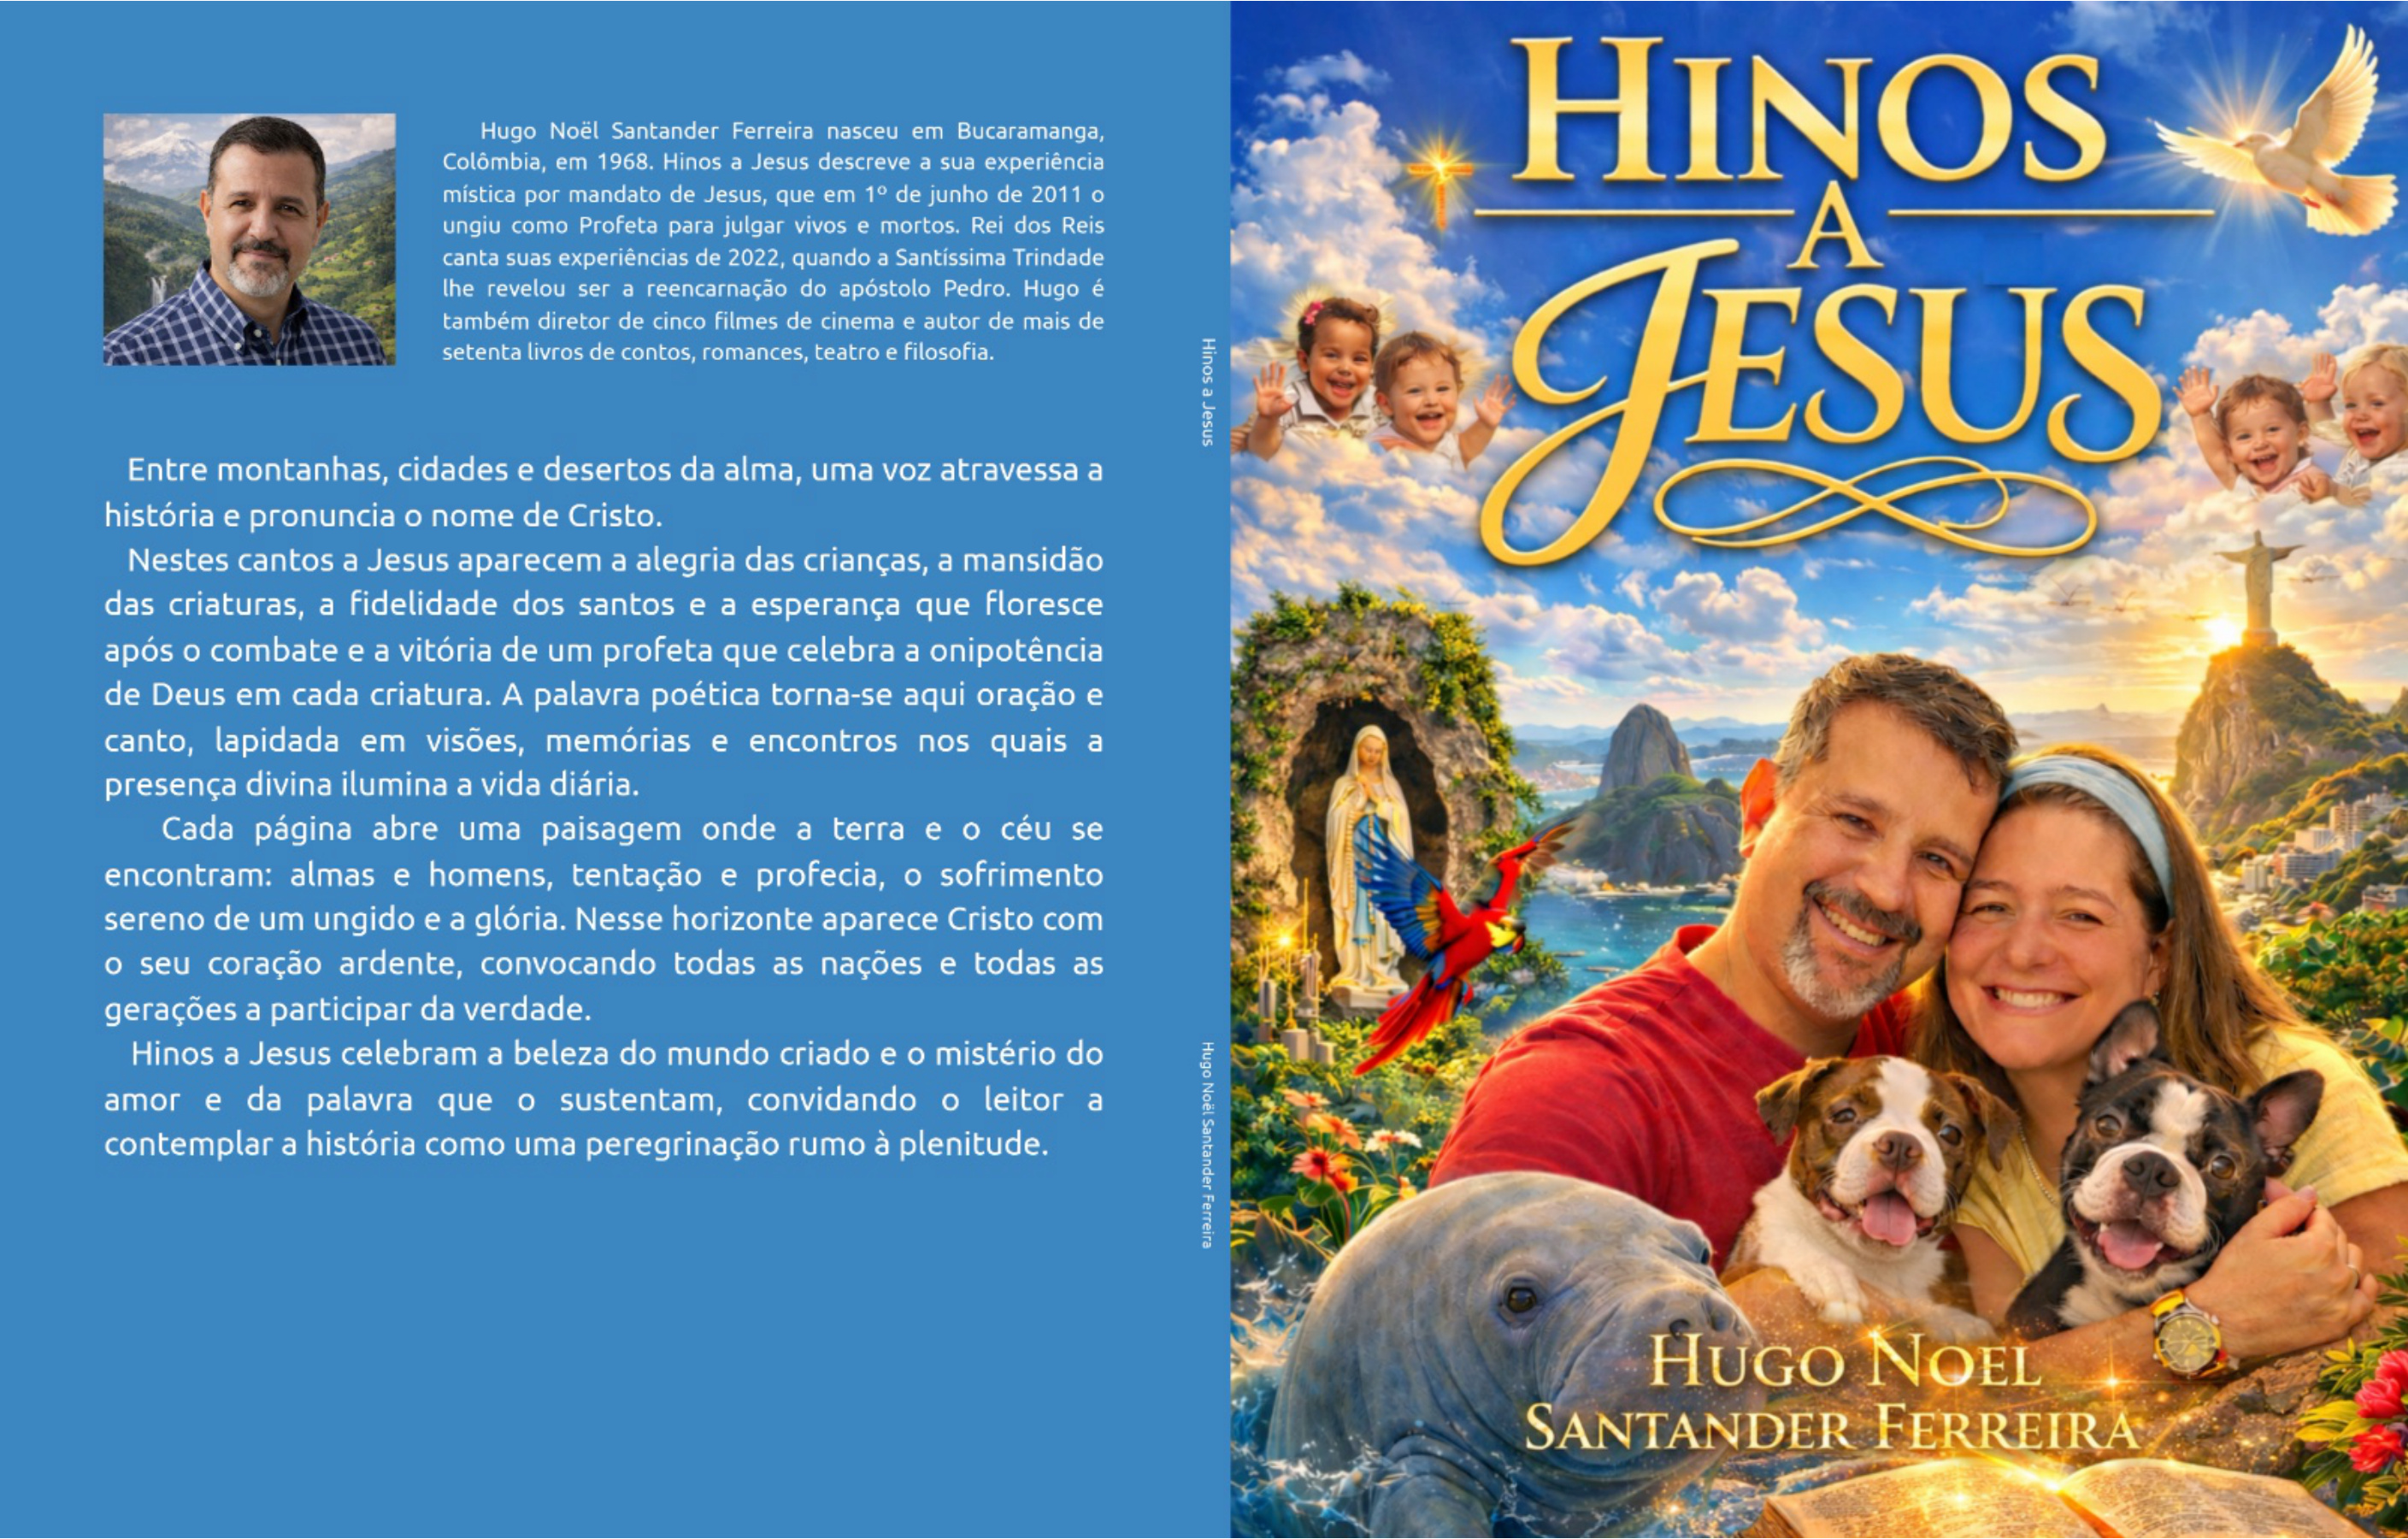 Hugo Noël Santander Ferreira nasceu em Bucaramanga,
Colômbia, em 1968. Hinos a Jesus descreve a sua experiência
mística por mandato de Jesus, que em 1º de junho de 2011 o
ungiu como Profeta para julgar vivos e mortos. Rei dos Reis
canta suas experiências de 2022, quando a Santíssima Trindade
lhe revelou ser a reencarnação do apóstolo Pedro. Hugo é
também diretor de cinco filmes de cinema e autor de mais de
setenta livros de contos, romances, teatro e filosofia.
Entre montanhas, cidades e desertos da alma, uma voz atravessa a
história e pronuncia o nome de Cristo.
Nestes cantos a Jesus aparecem a alegria das crianças, a mansidão
das criaturas, a fidelidade dos santos e a esperança que floresce
após o combate e a vitória de um profeta que celebra a onipotência
de Deus em cada criatura. A palavra poética torna-se aqui oração e
canto, lapidada em visões, memórias e encontros nos quais a
presença divina ilumina a vida diária.
Cada página abre uma paisagem onde a terra e o céu se
encontram: almas e homens, tentação e profecia, o sofrimento
sereno de um ungido e a glória. Nesse horizonte aparece Cristo com
o seu coração ardente, convocando todas as nações e todas as
gerações a participar da verdade.
Hinos a Jesus celebram a beleza do mundo criado e o mistério do
amor e da palavra que o sustentam, convidando o leitor a
contemplar a história como uma peregrinação rumo à plenitude.
Hinos a Jesus
Hugo Noël Santander Ferreira
HINOS
A
JESUS
HUGO NOEL
SANTANDER FERREIRA